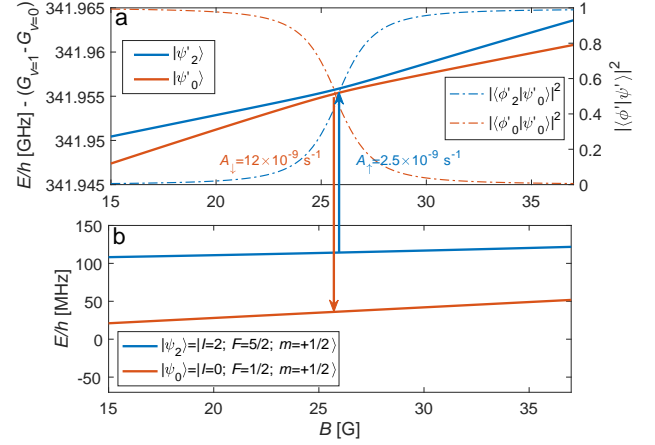 a
E/h [GHz] - (G_{v=1} - G_{v=0})
341.965
341.96
341.955
341.95
341.945
|ψ'₂⟩
|ψ'₀⟩
|⟨ϕ'₂|ψ'₀⟩|²
|⟨ϕ'₀|ψ'₀⟩|²
A↓=12×10⁻⁹ s⁻¹
A↑=2.5×10⁻⁹ s⁻¹
1
0.8
0.6
0.4
0.2
0
|⟨ϕ'|ψ'⟩|²
15 20 25 30 35
b
E/h [MHz]
150
100
50
0
-50
|ψ₂⟩=|I=2; F=5/2; m=+1/2⟩
|ψ₀⟩=|I=0; F=1/2; m=+1/2⟩
15 20 25 30 35
B [G]